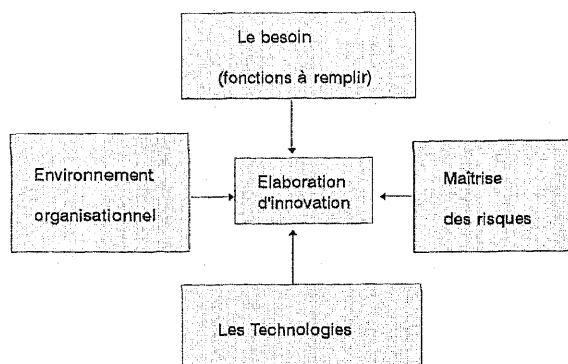 Le besoin
(fonctions à remplir)
Environnement
organisationnel
Elaboration
d'innovation
Maîtrise
des risques
Les Technologies